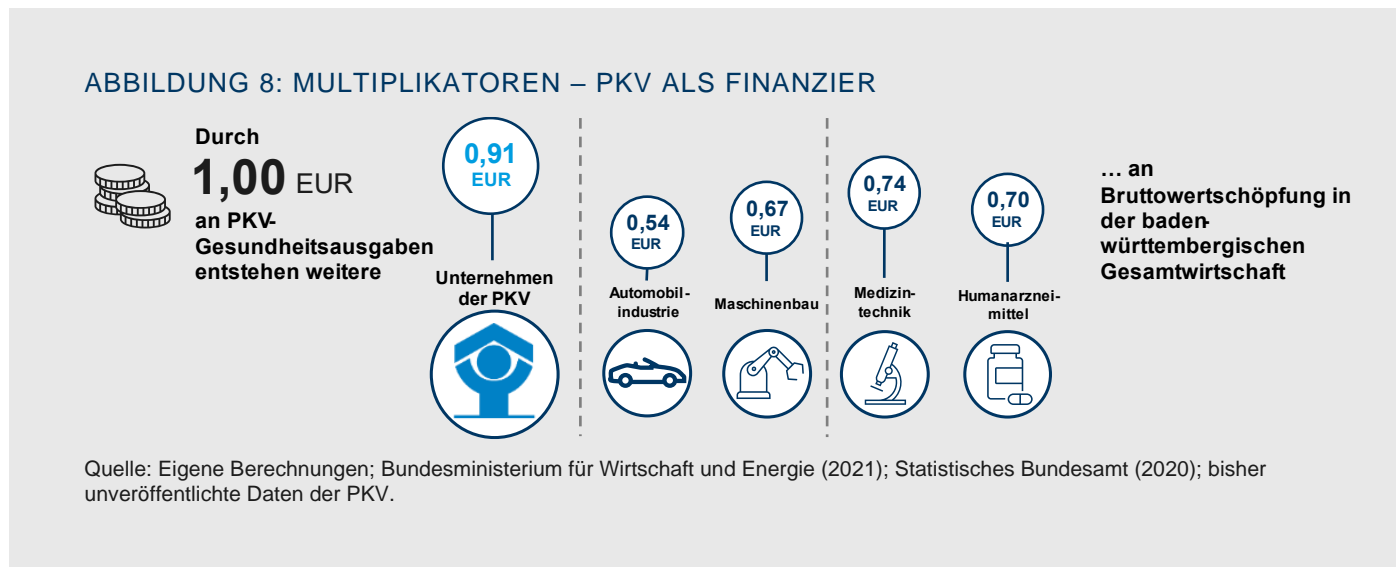 ABBILDUNG 8: MULTIPLIKATOREN – PKV ALS FINANZIER
Durch
1,00 EUR
an PKV-
Gesundheitsausgaben
entstehen weitere
0,91
EUR
Unternehmen
der PKV
0,54
EUR
Automobil-
industrie
0,67
EUR
Maschinenbau
0,74
EUR
Medizin-
technik
0,70
EUR
Humanarznei-
mittel
... an
Bruttowertschöpfung in
der baden-
württembergischen
Gesamtwirtschaft
Quelle: Eigene Berechnungen; Bundesministerium für Wirtschaft und Energie (2021); Statistisches Bundesamt (2020); bisher
unveröffentlichte Daten der PKV.